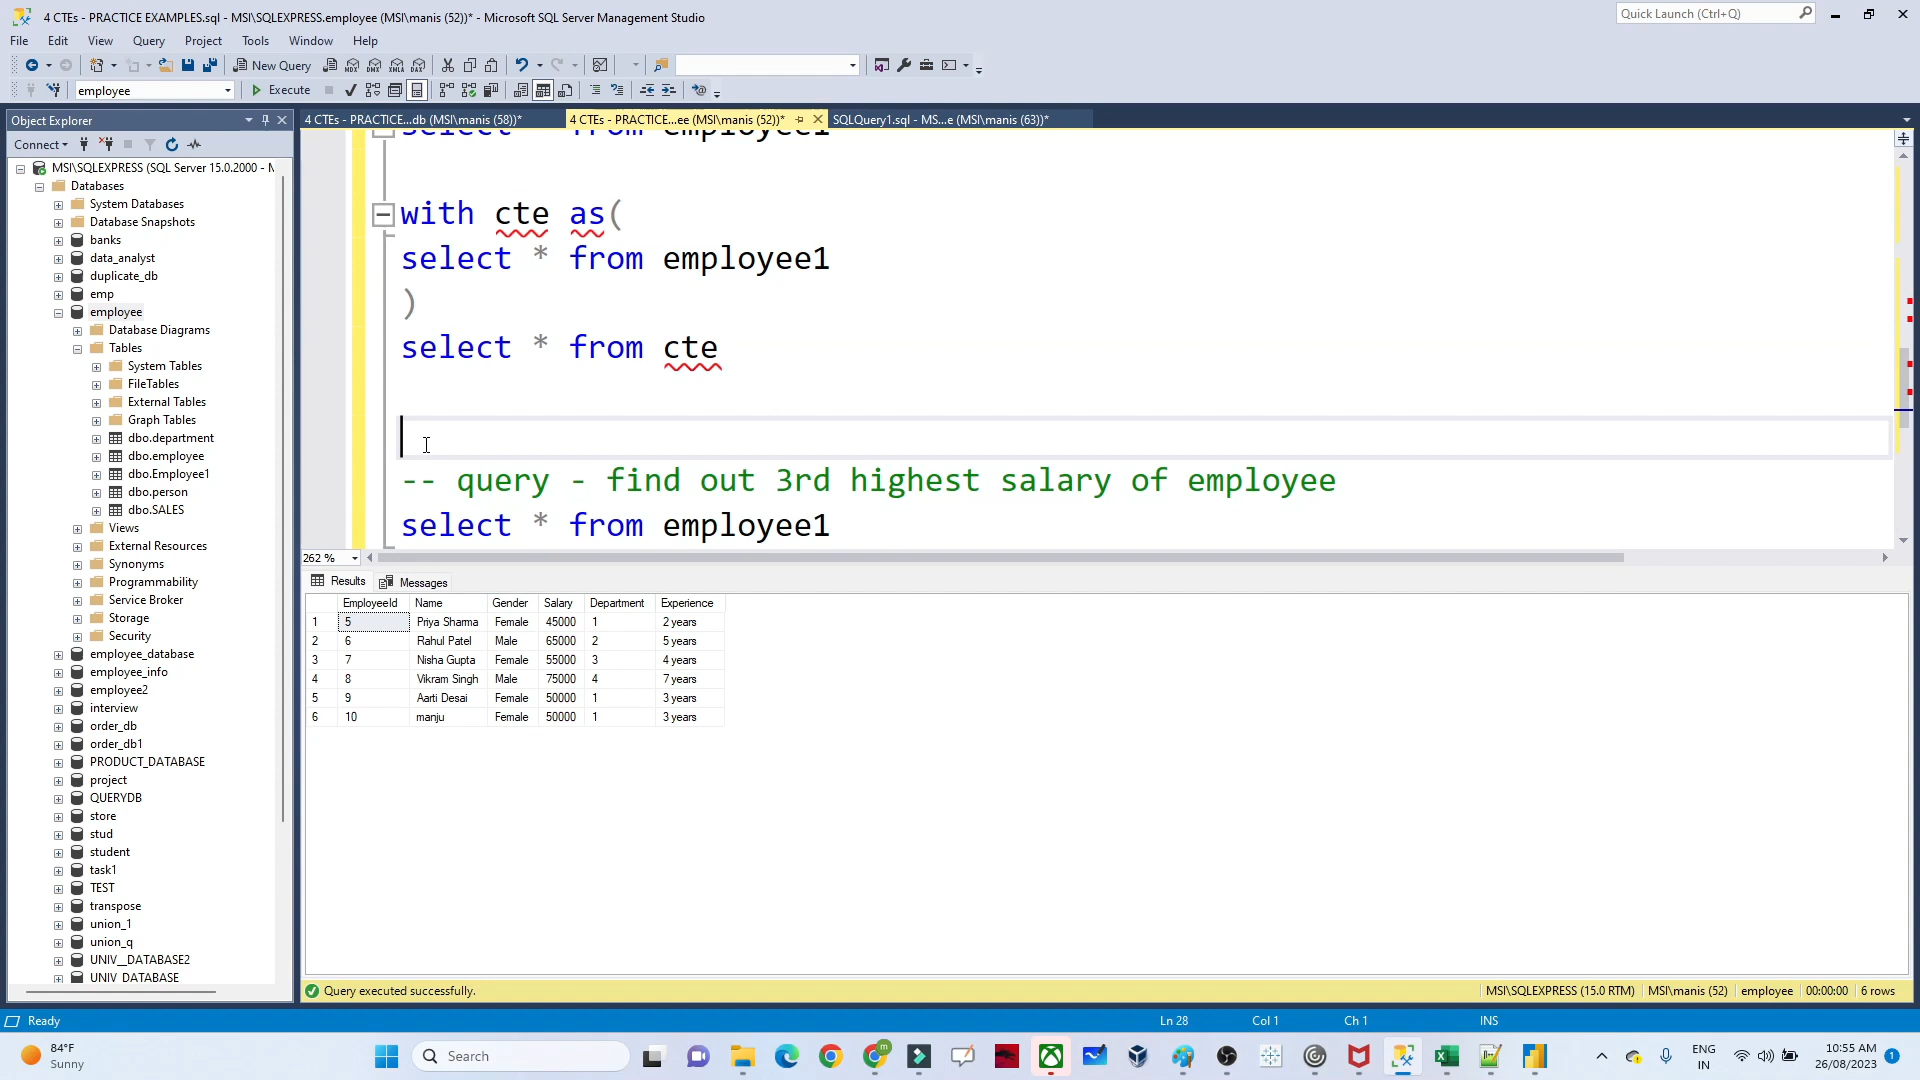 4 CTEs - PRACTICE EXAMPLES.sql - MSI\SQLEXPRESS.employee (MSI\manis (52))* - Microsoft SQL Server Management Studio
Quick Launch (Ctrl+Q)
File Edit View Query Project Tools Window Help
New Query
MDX DMX XMLA DAX
employee
Execute
Object Explorer
4 CTEs - PRACTICE...db (MSI\manis (58))*
4 CTEs - PRACTICE...ee (MSI\manis (52))*
SQLQuery1.sql - MS...e (MSI\manis (63))*
Connect
MSI\SQLEXPRESS (SQL Server 15.0.2000 - M
Databases
System Databases
Database Snapshots
banks
data_analyst
duplicate_db
emp
employee
Database Diagrams
Tables
System Tables
FileTables
External Tables
Graph Tables
dbo.department
dbo.employee
dbo.Employee1
dbo.person
dbo.SALES
Views
External Resources
Synonyms
Programmability
Service Broker
Storage
Security
employee_database
employee_info
employee2
interview
order_db
order_db1
PRODUCT_DATABASE
project
QUERYDB
store
stud
student
task1
TEST
transpose
union_1
union_q
UNIV__DATABASE2
UNIV_DATABASE
select * from employee1
with cte as(
select * from employee1
)
select * from cte
-- query - find out 3rd highest salary of employee
select * from employee1
262 %
Results Messages
EmployeeId Name Gender Salary Department Experience
1 5 Priya Sharma Female 45000 1 2 years
2 6 Rahul Patel Male 65000 2 5 years
3 7 Nisha Gupta Female 55000 3 4 years
4 8 Vikram Singh Male 75000 4 7 years
5 9 Aarti Desai Female 50000 1 3 years
6 10 manju Female 50000 1 3 years
Query executed successfully.
MSI\SQLEXPRESS (15.0 RTM) MSI\manis (52) employee 00:00:00 6 rows
Ready
Ln 28 Col 1 Ch 1 INS
84°F
Sunny
Search
m
ENG
IN
10:55 AM
26/08/2023
1